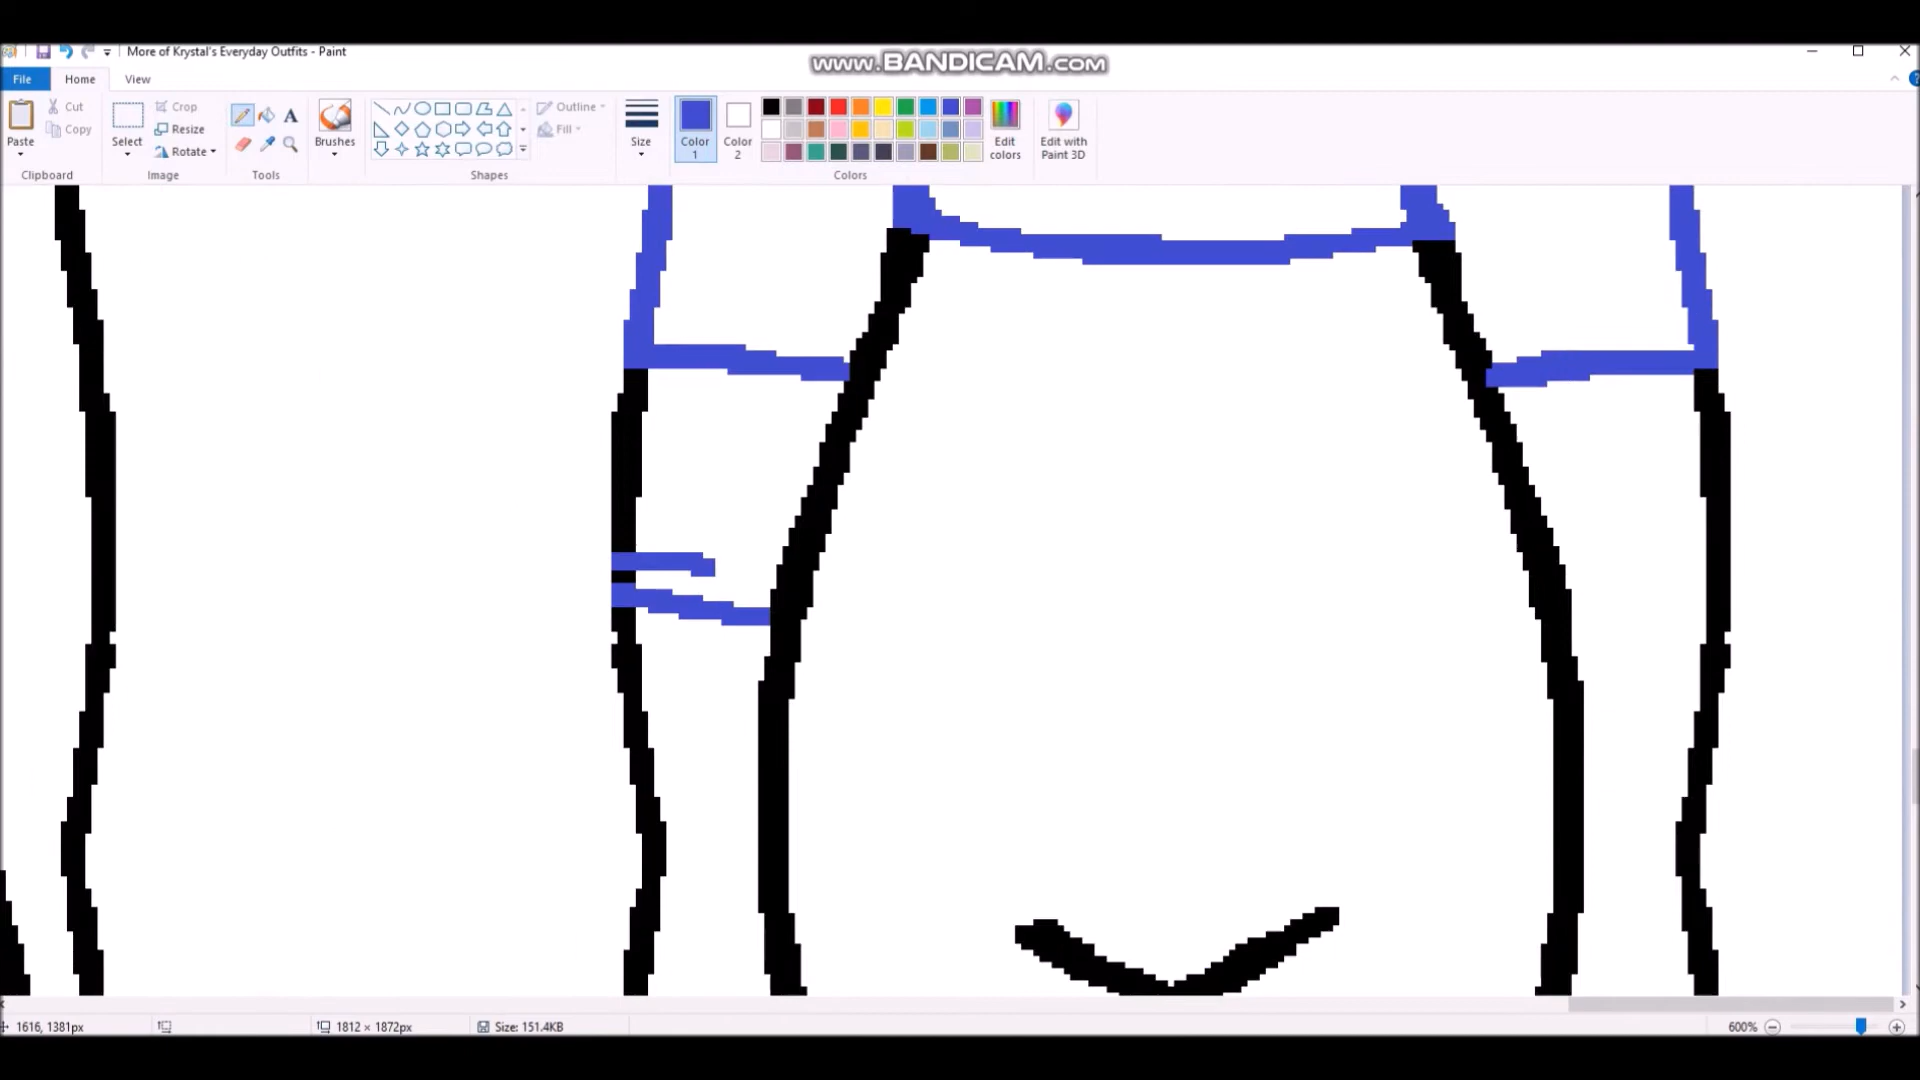 More of Krystal's Everyday Outfits - Paint
www.BANDICAM.com
File
Home
View
Paste
Cut
Copy
Clipboard
Select
Crop
Resize
Rotate
Image
A
Tools
Brushes
Outline
Fill
Shapes
Size
Color 1
Color 2
Edit colors
Colors
Edit with Paint 3D
1616, 1381px
1812 × 1872px
Size: 151.4KB
600%